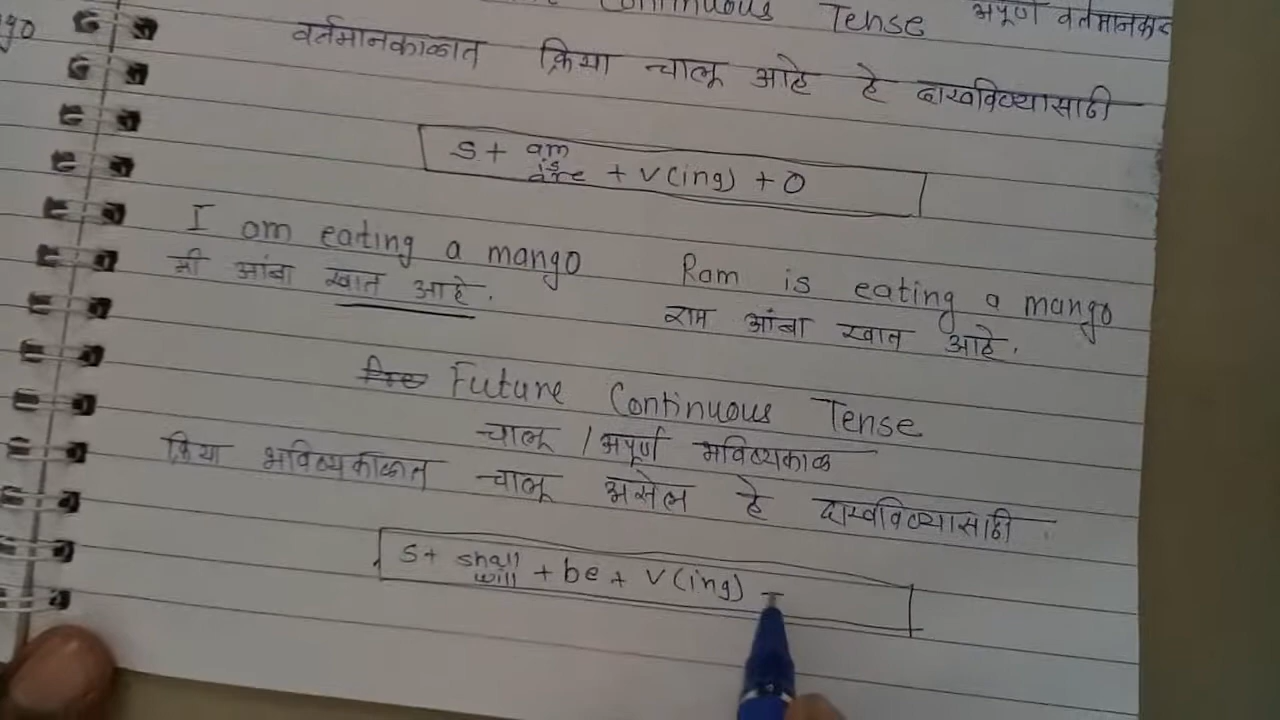 Continuous Tense अपूर्ण वर्तमानकाळ
वर्तमानकाळात क्रिया चालू आहे हे दाखविण्यासाठी
S + am is are + V(ing) + O
I am eating a mango
मी आंबा खात आहे.
Ram is eating a mango
राम आंबा खात आहे.
Future Continuous Tense
चालू / अपूर्ण भविष्यकाळ
क्रिया भविष्यकाळात चालू असेल हे दाखविण्यासाठी
S + shall will + be + V(ing)